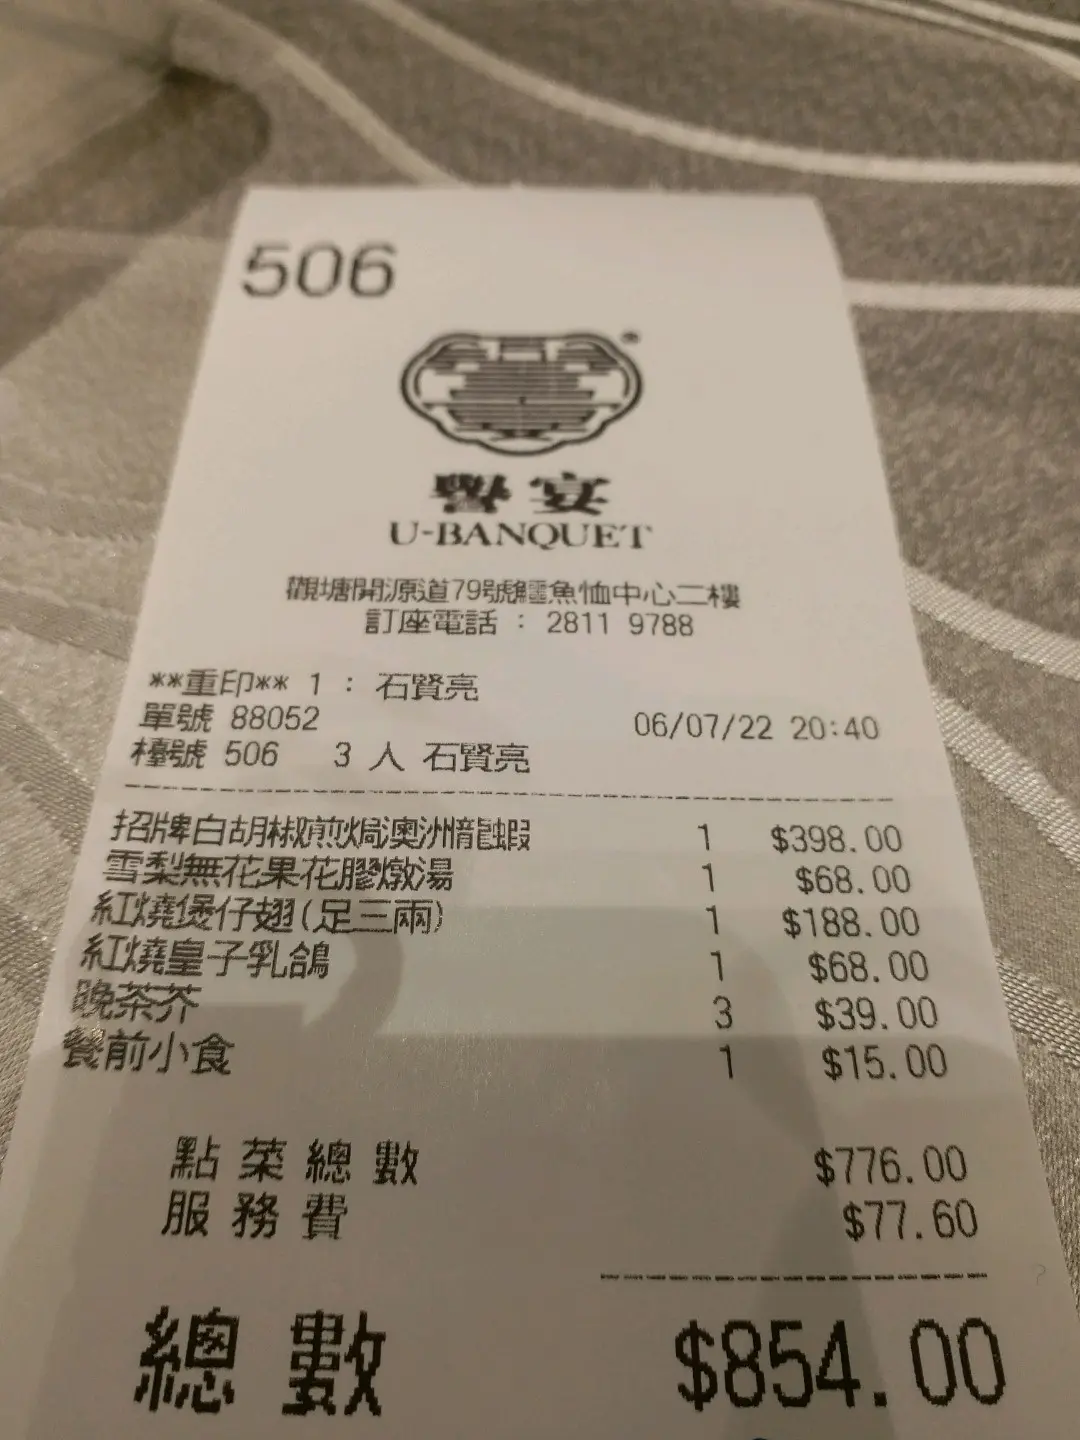 506
U-BANQUET
觀塘開源道79號鱷魚恤中心二樓
訂座電話 : 2811 9788
**重印** 1 : 石賢亮
單號 88052 06/07/22 20:40
檯號 506 3 人 石賢亮
招牌白胡椒煎焗澳洲龍蝦 1 $398.00
雪梨無花果花膠燉湯 1 $68.00
紅燒煲仔翅(足三兩) 1 $188.00
紅燒皇子乳鴿 1 $68.00
晚茶芥 3 $39.00
餐前小食 1 $15.00
點菜總數 $776.00
服務費 $77.60
總數 $854.00